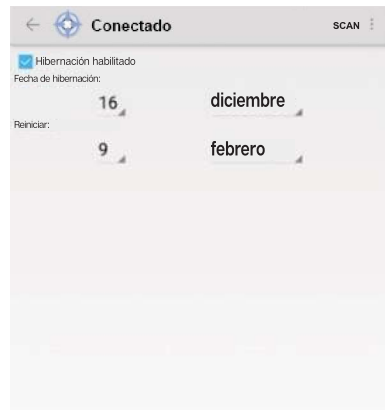 Conectado SCAN
Hibernación habilitado
Fecha de hibernación:
16 diciembre
Reiniciar:
9 febrero